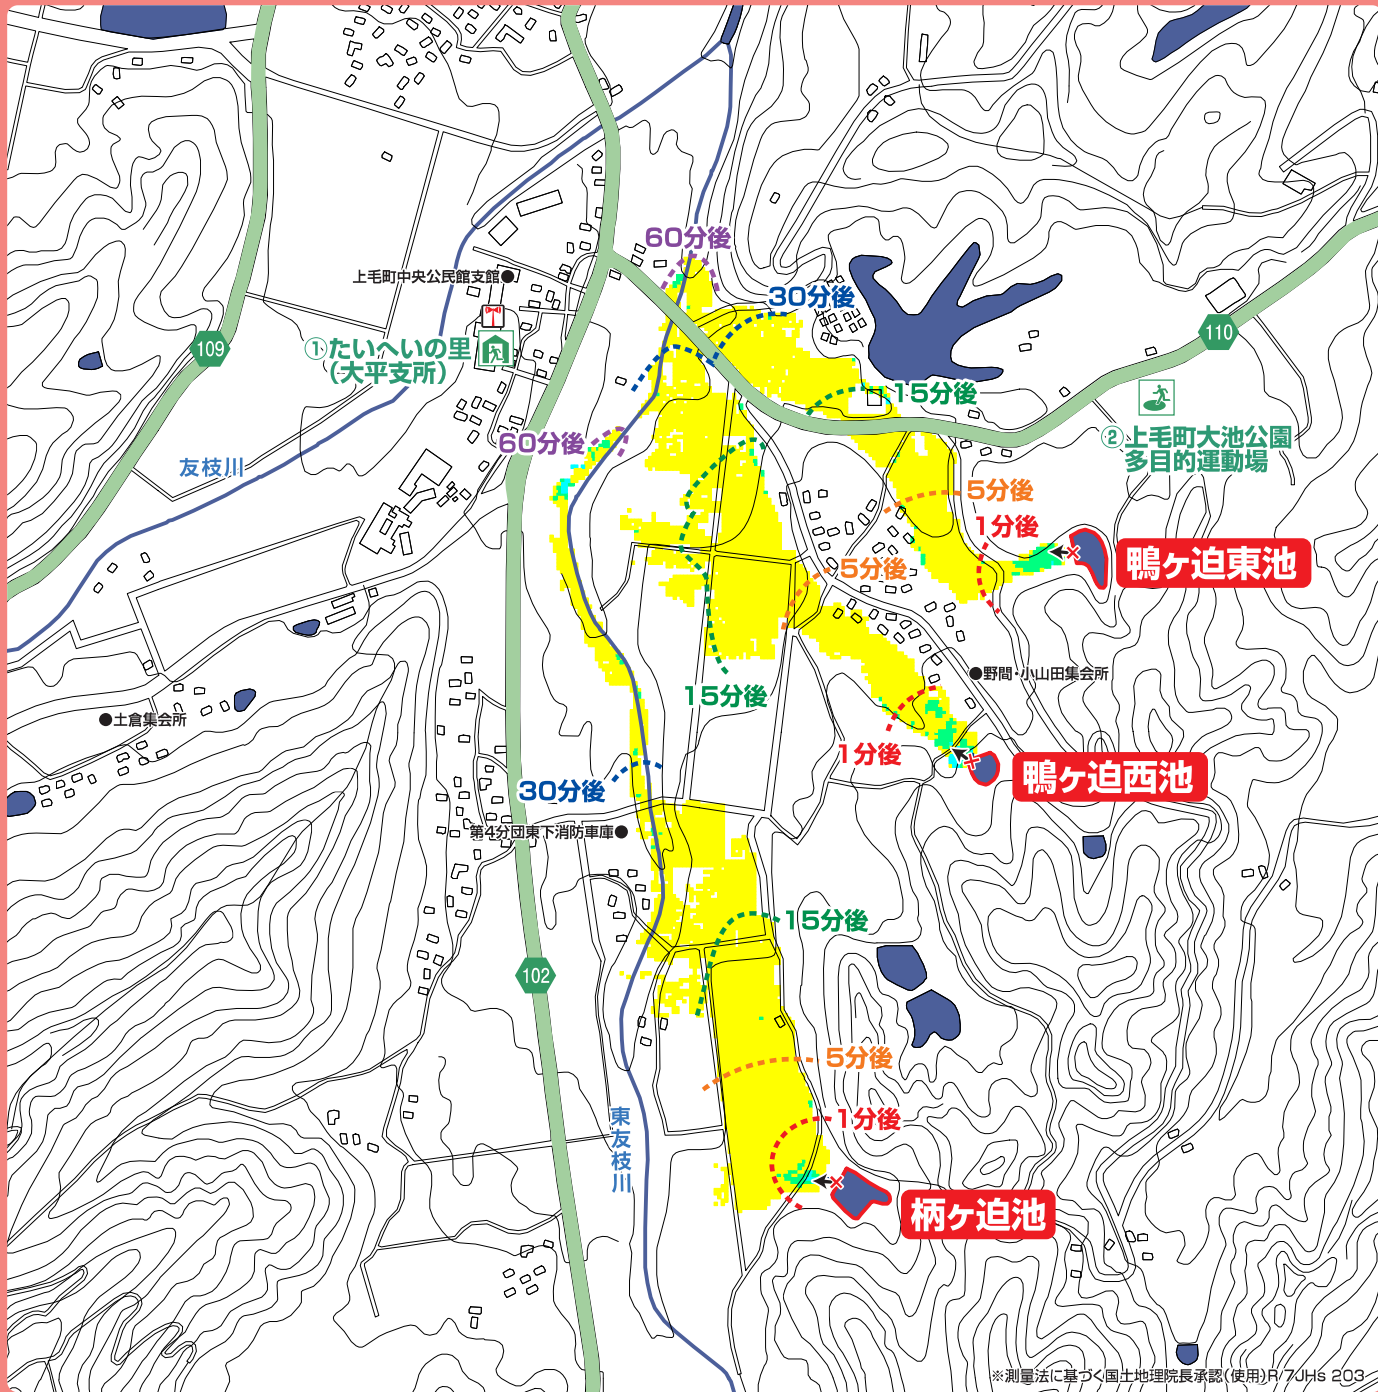 60分後
上毛町中央公民館支館
30分後
110
109
①たいへいの里
(大平支所)
15分後
②上毛町大池公園
多目的運動場
60分後
友枝川
5分後
1分後
鴨ヶ迫東池
5分後
野間・小山田集会所
15分後
土倉集会所
1分後
鴨ヶ迫西池
30分後
第4分団東下消防車庫
15分後
102
5分後
東友枝川
1分後
柄ヶ迫池
※測量法に基づく国土地理院長承認(使用)R 7JHs 203